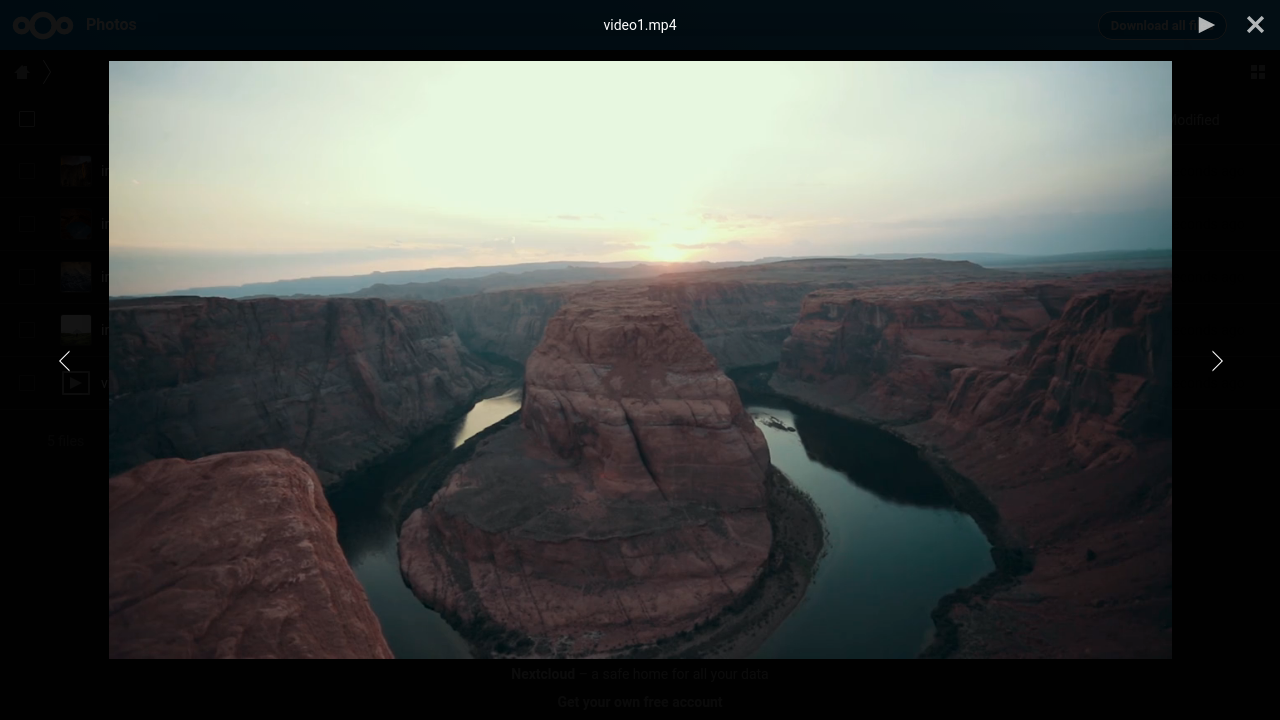 Photos
video1.mp4
Download all fi
odified
5 files
Nextcloud – a safe home for all your data
Get your own free account